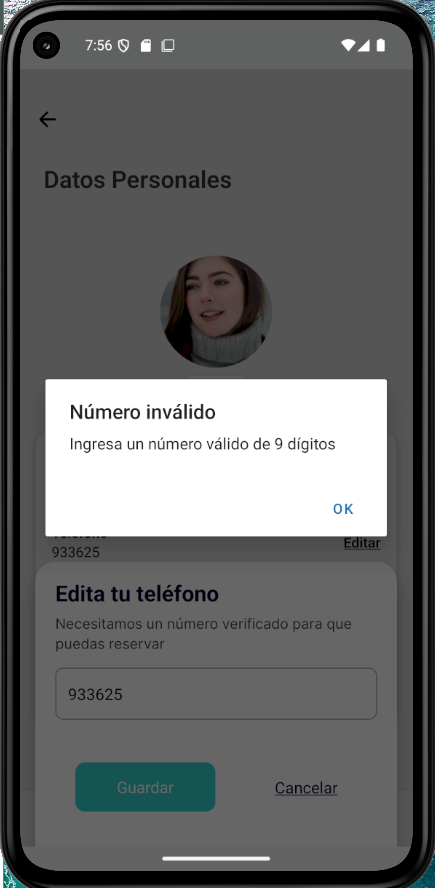 7:56
Datos Personales
Número inválido
Ingresa un número válido de 9 dígitos
OK
933625
Editar
Edita tu teléfono
Necesitamos un número verificado para que
puedas reservar
933625
Guardar
Cancelar